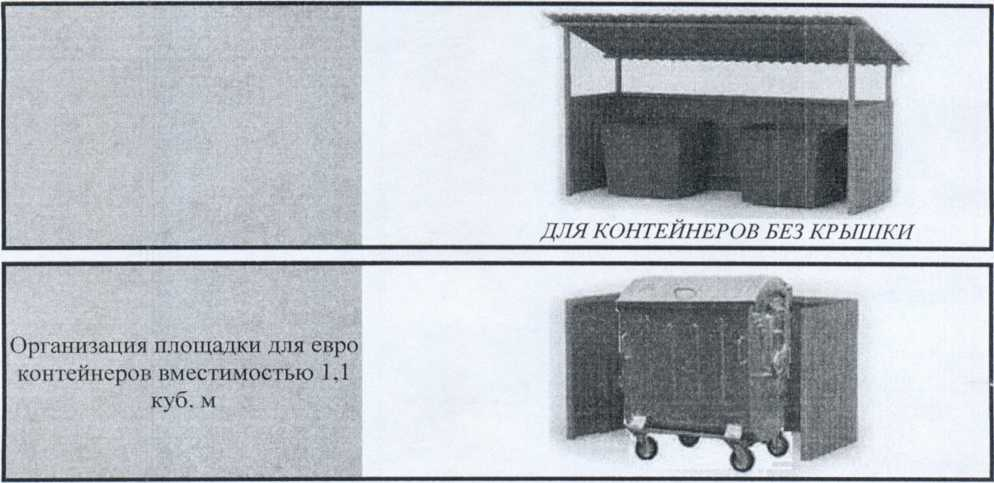 ДЛЯ КОНТЕЙНЕРОВ БЕЗ КРЫШКИ
Организация площадки для евро
контейнеров вместимостью 1,1
куб. м